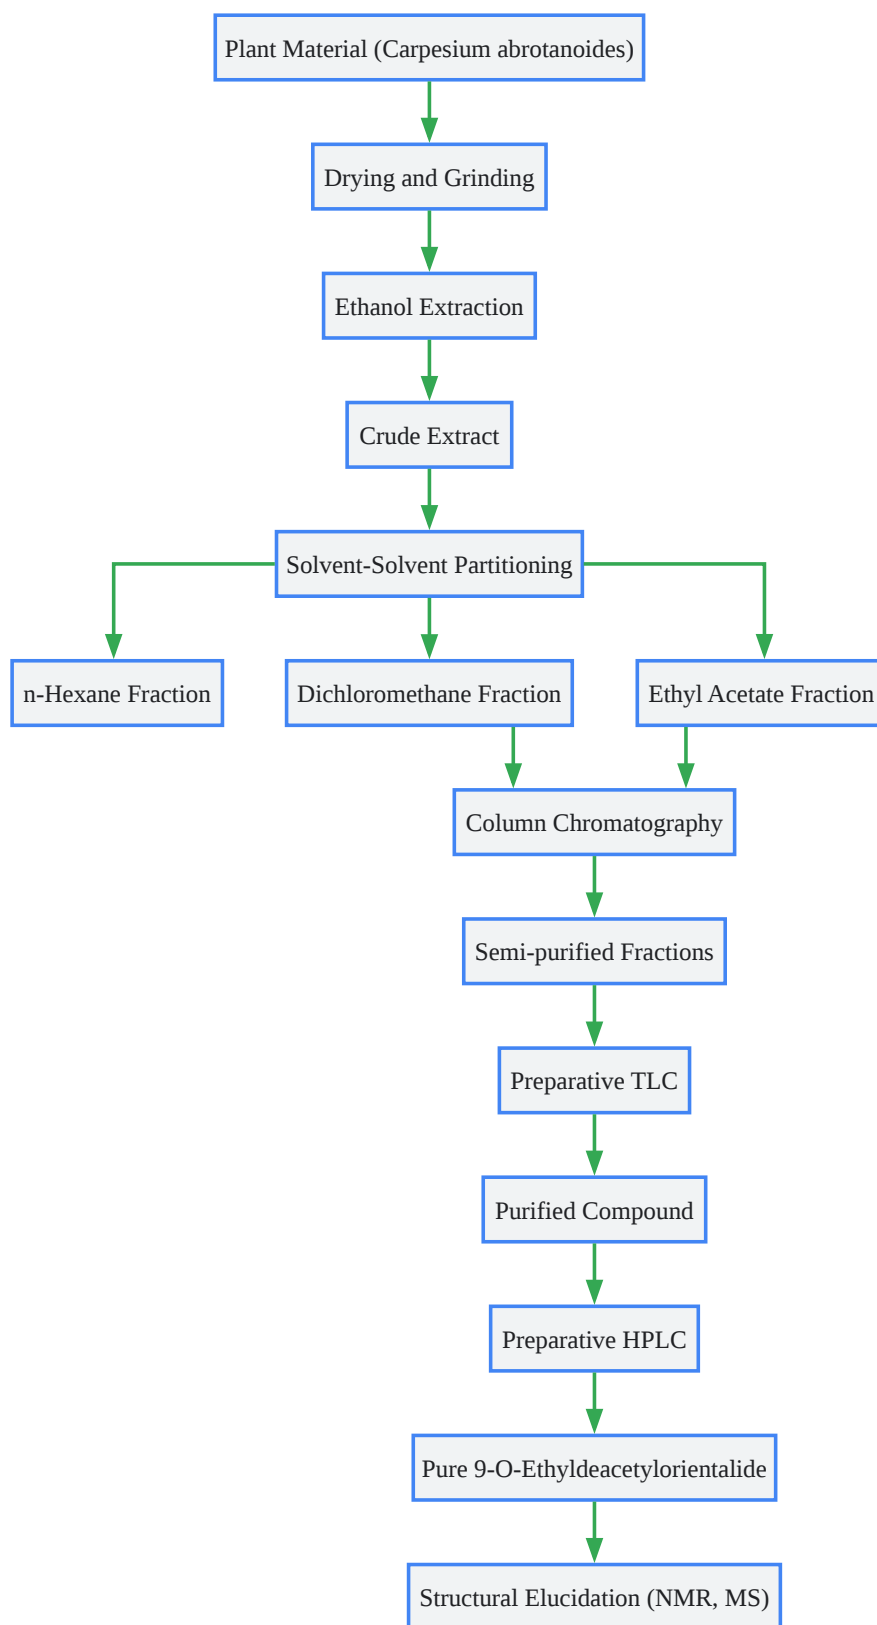 Plant Material (Carpesium abrotanoides)
Drying and Grinding
Ethanol Extraction
Crude Extract
Solvent-Solvent Partitioning
n-Hexane Fraction
Dichloromethane Fraction
Ethyl Acetate Fraction
Column Chromatography
Semi-purified Fractions
Preparative TLC
Purified Compound
Preparative HPLC
Pure 9-O-Ethyldeacetylorientalide
Structural Elucidation (NMR, MS)